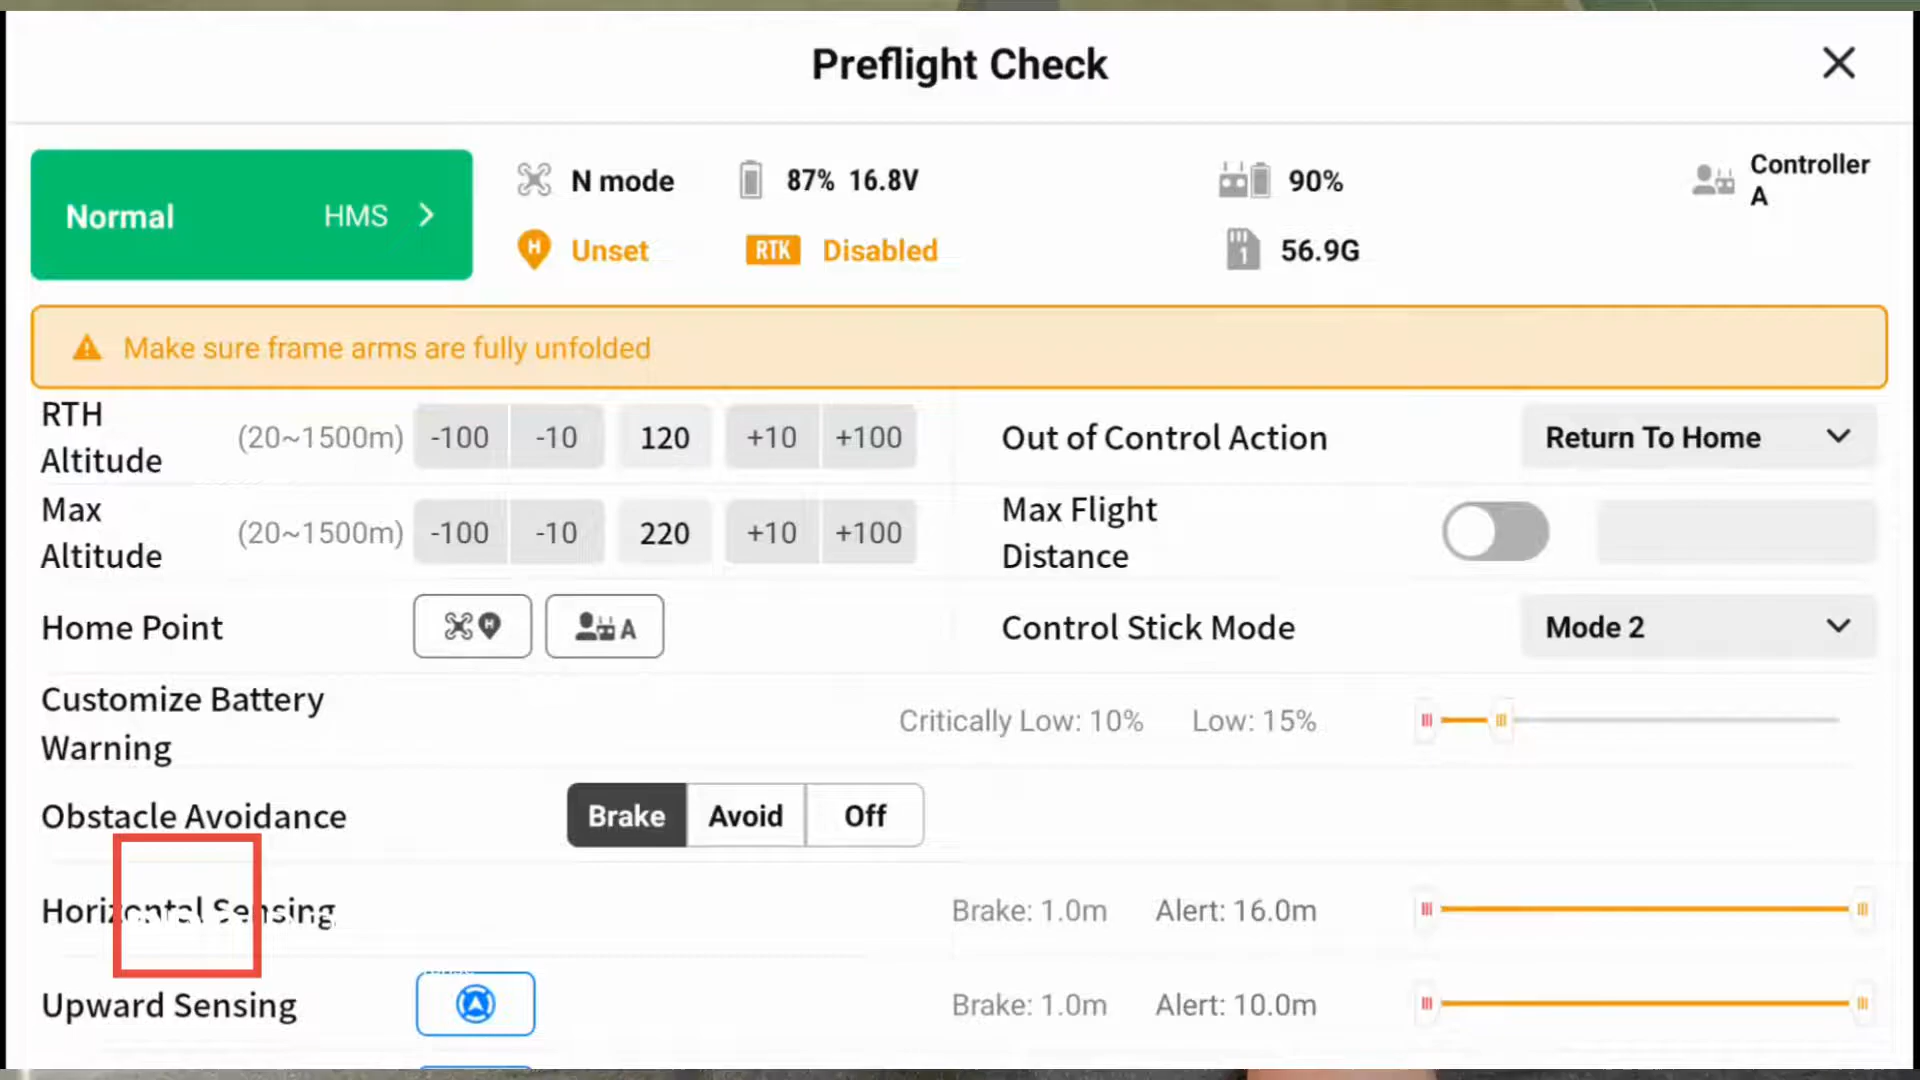 Preflight Check
Normal HMS
N mode 87% 16.8V 90% Controller A
H Unset RTK Disabled 1 56.9G
Make sure frame arms are fully unfolded
RTH Altitude (20~1500m) -100 -10 120 +10 +100 Out of Control Action Return To Home
Max Altitude (20~1500m) -100 -10 220 +10 +100 Max Flight Distance
Home Point H A Control Stick Mode Mode 2
Customize Battery Warning Critically Low: 10% Low: 15%
Obstacle Avoidance Brake Avoid Off
Horizontal Sensing Brake: 1.0m Alert: 16.0m
Upward Sensing Brake: 1.0m Alert: 10.0m